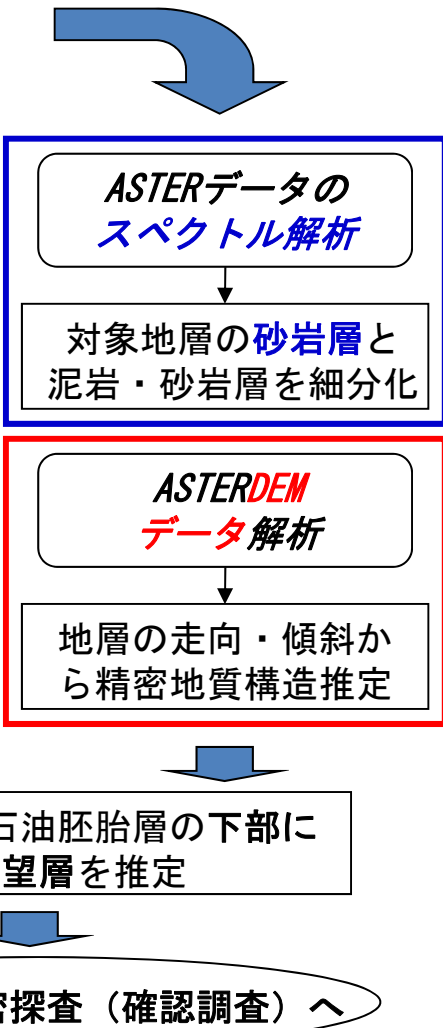 ASTERデータの
スペクトル解析
対象地層の砂岩層と
泥岩・砂岩層を細分化
ASTERDEM
データ解析
地層の走向・傾斜か
ら精密地質構造推定
石油胚胎層の下部に
望層を推定
密探査（確認調査）へ